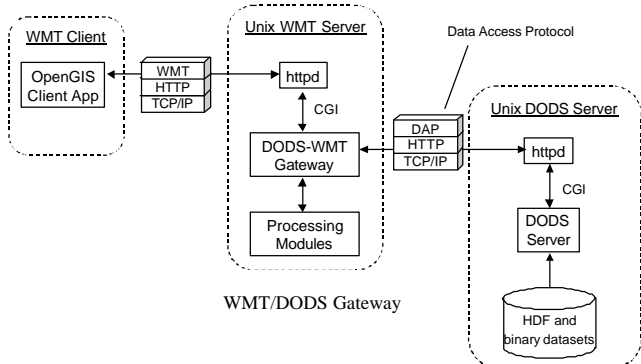 WMT Client
OpenGIS
Client App
WMT
HTTP
TCP/IP
Unix WMT Server
httpd
CGI
DODS-WMT
Gateway
Processing
Modules
Data Access Protocol
DAP
HTTP
TCP/IP
Unix DODS Server
httpd
CGI
DODS
Server
HDF and
binary datasets
WMT/DODS Gateway